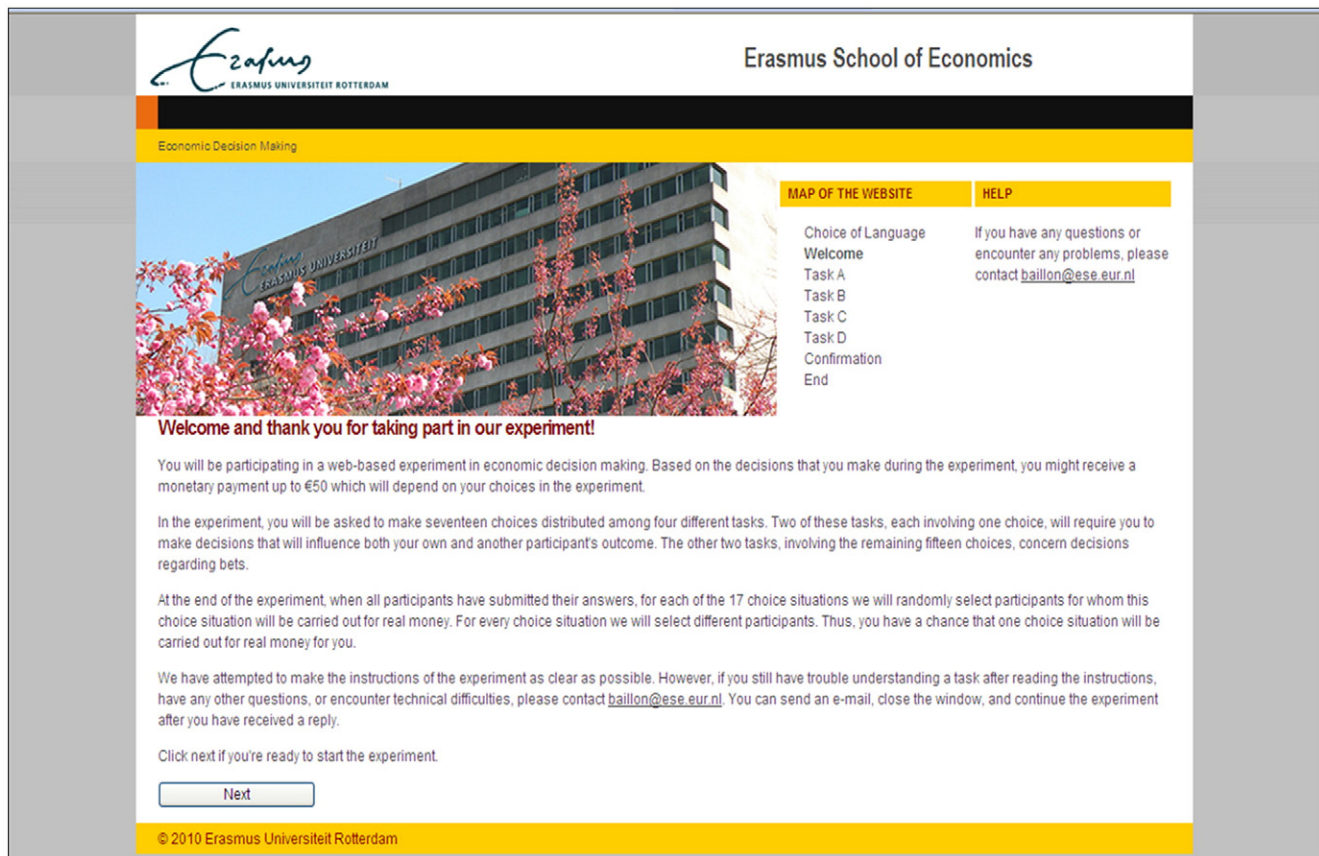 Erasmus
ERASMUS UNIVERSITEIT ROTTERDAM
Erasmus School of Economics
Economic Decision Making
Erasmus
ERASMUS UNIVERSITEIT
MAP OF THE WEBSITE
Choice of Language
Welcome
Task A
Task B
Task C
Task D
Confirmation
End
HELP
If you have any questions or
encounter any problems, please
contact baillon@ese.eur.nl
Welcome and thank you for taking part in our experiment!
You will be participating in a web-based experiment in economic decision making. Based on the decisions that you make during the experiment, you might receive a
monetary payment up to €50 which will depend on your choices in the experiment.
In the experiment, you will be asked to make seventeen choices distributed among four different tasks. Two of these tasks, each involving one choice, will require you to
make decisions that will influence both your own and another participant's outcome. The other two tasks, involving the remaining fifteen choices, concern decisions
regarding bets.
At the end of the experiment, when all participants have submitted their answers, for each of the 17 choice situations we will randomly select participants for whom this
choice situation will be carried out for real money. For every choice situation we will select different participants. Thus, you have a chance that one choice situation will be
carried out for real money for you.
We have attempted to make the instructions of the experiment as clear as possible. However, if you still have trouble understanding a task after reading the instructions,
have any other questions, or encounter technical difficulties, please contact baillon@ese.eur.nl. You can send an e-mail, close the window, and continue the experiment
after you have received a reply.
Click next if you're ready to start the experiment.
Next
© 2010 Erasmus Universiteit Rotterdam